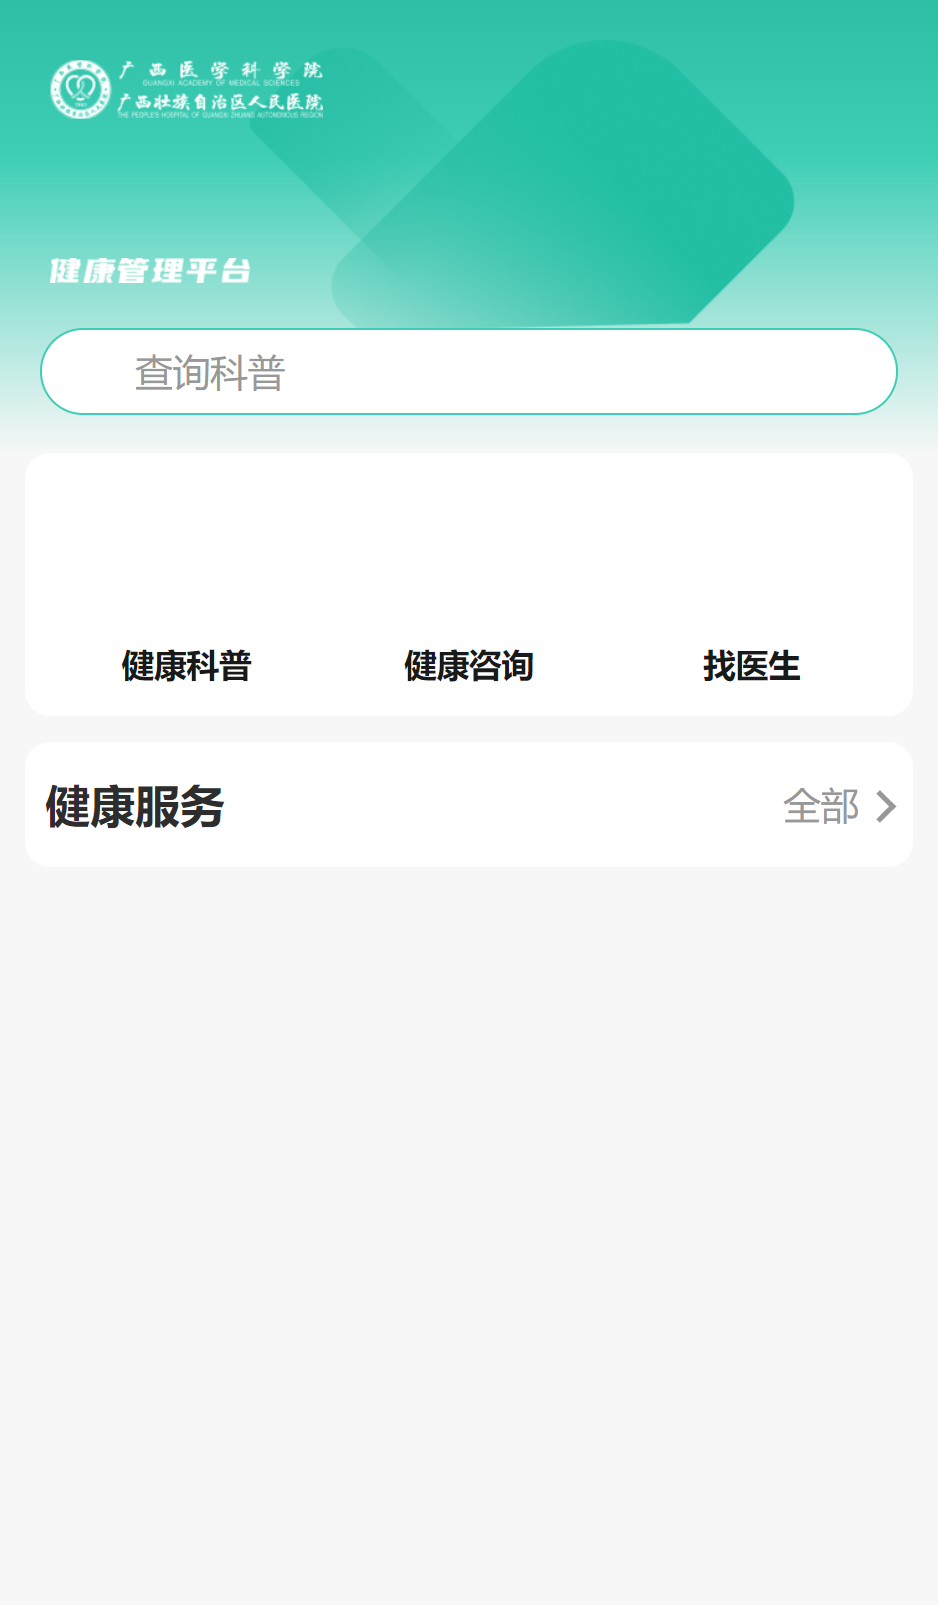 广西医学科学院
GUANGXI ACADEMY OF MEDICAL SCIENCES
广西壮族自治区人民医院
THE PEOPLE'S HOSPITAL OF GUANGXI ZHUANG AUTONOMOUS REGION
健康管理平台
查询科普
健康科普 健康咨询 找医生
健康服务 全部